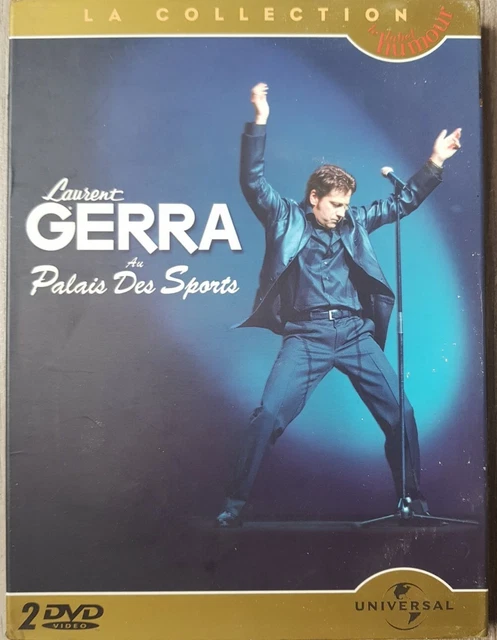 LA COLLECTION
Laurent
GERRA
Au
Palais Des Sports
2 DVD
VIDEO
UNIVERSAL